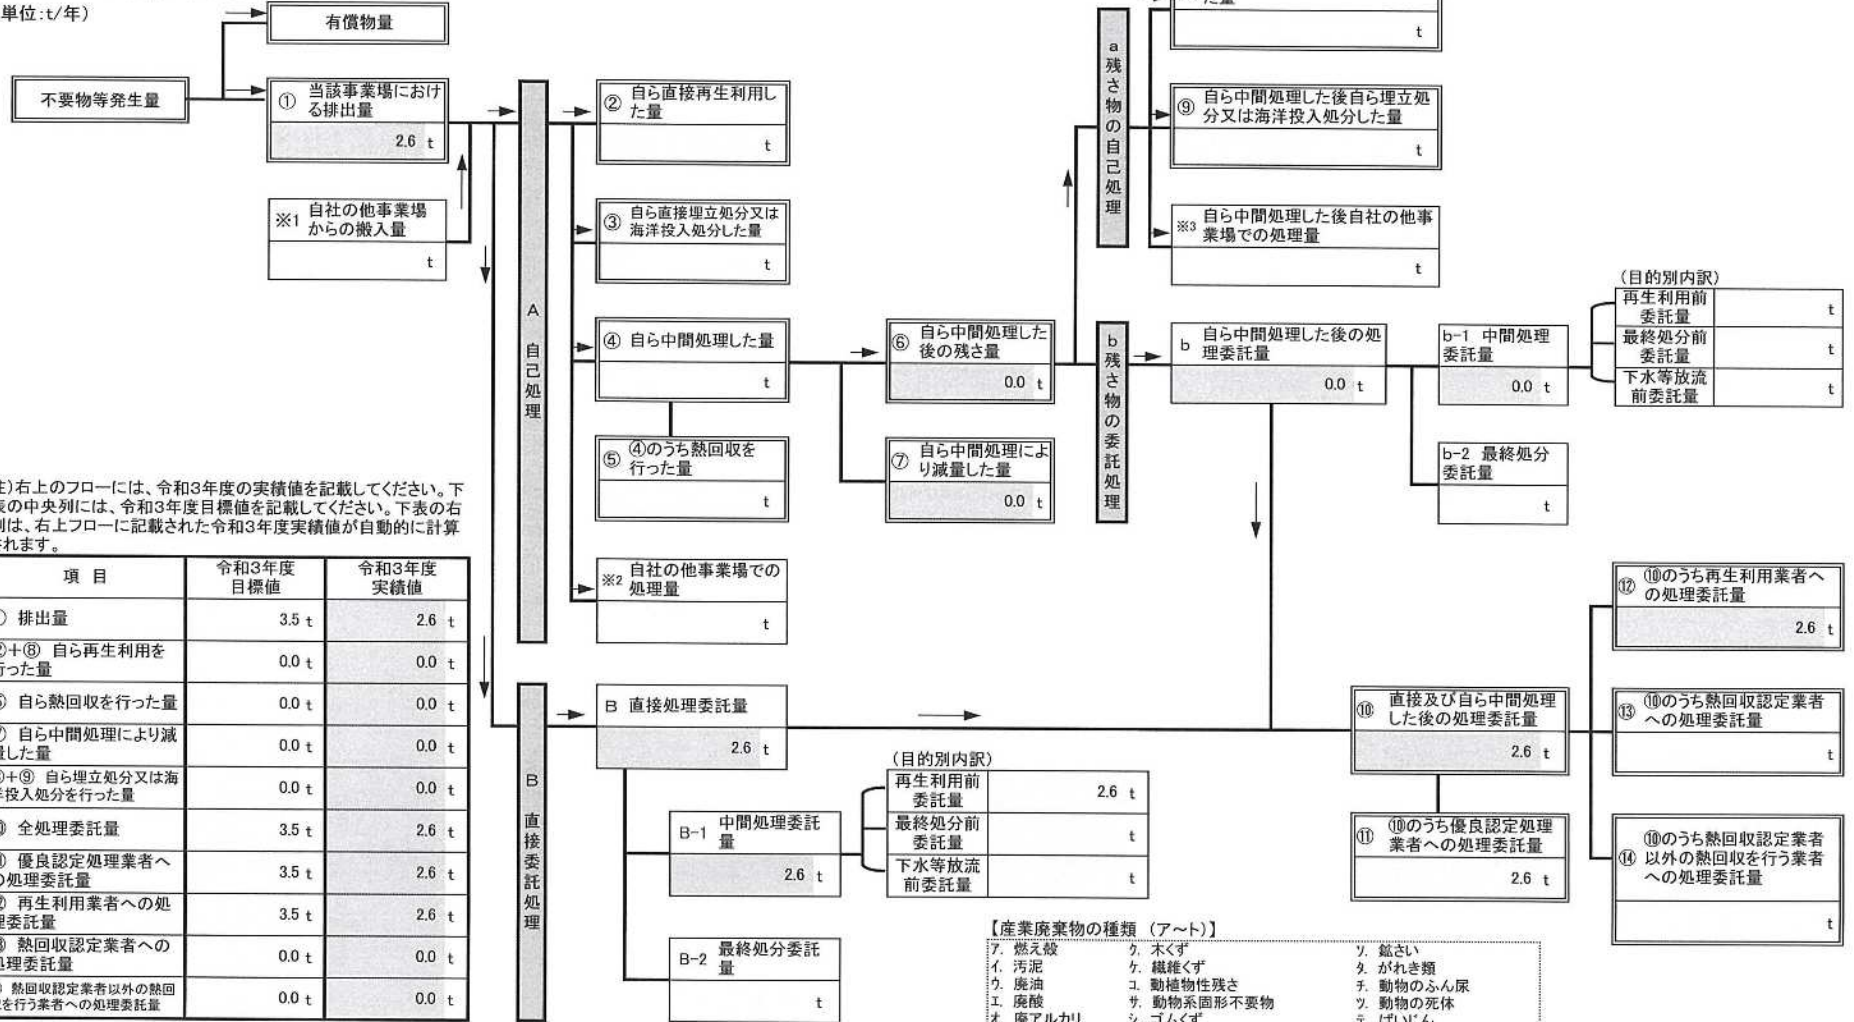 単位:t/年)
有償物量
不要物等発生量
① 当該事業場におけ
る排出量
2.6 t
※1 自社の他事業場
からの搬入量
t
A 自己処理
② 自ら直接再生利用し
た量
t
③ 自ら直接埋立処分又は
海洋投入処分した量
t
④ 自ら中間処理した量
t
⑤ ④のうち熱回収を
行った量
t
※2 自社の他事業場での
処理量
t
⑥ 自ら中間処理した
後の残さ量
0.0 t
⑦ 自ら中間処理によ
り減量した量
0.0 t
a 残さ物の自己処理
た量
t
⑨ 自ら中間処理した後自ら埋立処
分又は海洋投入処分した量
t
※3 自ら中間処理した後自社の他事
業場での処理量
t
b 残さ物の委託処理
b 自ら中間処理した後の処
理委託量
0.0 t
b-1 中間処理
委託量
0.0 t
(目的別内訳)
再生利用前
委託量
t
最終処分前
委託量
t
下水等放流
前委託量
t
b-2 最終処分
委託量
t
注)右上のフローには、令和3年度の実績値を記載してください。下
表の中央列には、令和3年度目標値を記載してください。下表の右
列は、右上フローに記載された令和3年度実績値が自動的に計算
されます。
項 目 令和3年度 目標値 令和3年度 実績値
① 排出量 3.5 t 2.6 t
②+⑧ 自ら再生利用を
行った量 0.0 t 0.0 t
⑤ 自ら熱回収を行った量 0.0 t 0.0 t
⑦ 自ら中間処理により減
量した量 0.0 t 0.0 t
③+⑨ 自ら埋立処分又は海
洋投入処分を行った量 0.0 t 0.0 t
⑩ 全処理委託量 3.5 t 2.6 t
⑪ 優良認定処理業者へ
の処理委託量 3.5 t 2.6 t
⑫ 再生利用業者への処
理委託量 3.5 t 2.6 t
⑬ 熱回収認定業者への
処理委託量 0.0 t 0.0 t
熱回収認定業者以外の熱回
収を行う業者への処理委託量 0.0 t 0.0 t
B 直接委託処理
B 直接処理委託量
2.6 t
B-1 中間処理委託
量
2.6 t
(目的別内訳)
再生利用前
委託量
2.6 t
最終処分前
委託量
t
下水等放流
前委託量
t
B-2 最終処分委託
量
t
⑩ 直接及び自ら中間処理
した後の処理委託量
2.6 t
⑪ ⑩のうち優良認定処理
業者への処理委託量
2.6 t
⑫ ⑩のうち再生利用業者へ
の処理委託量
2.6 t
⑬ ⑩のうち熱回収認定業者
への処理委託量
t
⑭ ⑩のうち熱回収認定業者
以外の熱回収を行う業者
への処理委託量
t
【産業廃棄物の種類 (ア~ト)】
ア. 燃え殻 ク. 木くず ソ. 鉱さい
イ. 汚泥 ケ. 繊維くず タ. がれき類
ウ. 廃油 コ. 動植物性残さ チ. 動物のふん尿
エ. 廃酸 サ. 動物系固形不要物 ツ. 動物の死体
オ. 廃アルカリ シ. ゴムくず テ. ばいじん